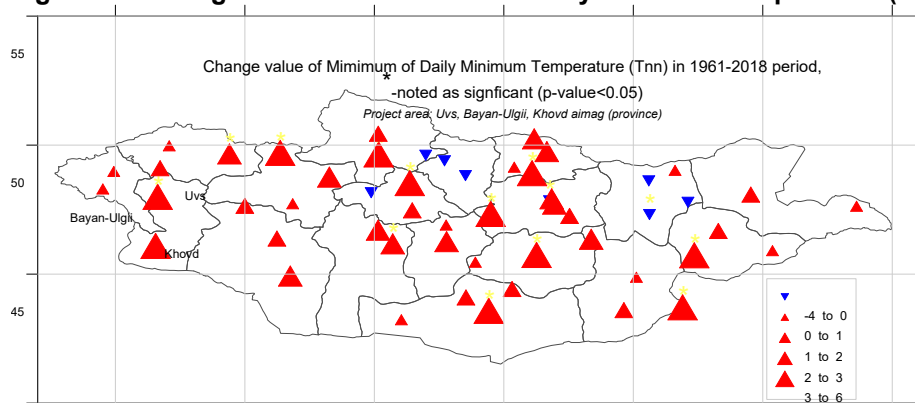 Change value of Mimimum of Daily Minimum Temperature (Tnn) in 1961-2018 period,
* -noted as signficant (p-value<0.05)
Project area: Uvs, Bayan-Ulgii, Khovd aimag (province)
55
50
45
Uvs
Bayan-Ulgli
Khovd
-4 to 0
0 to 1
1 to 2
2 to 3
3 to 6